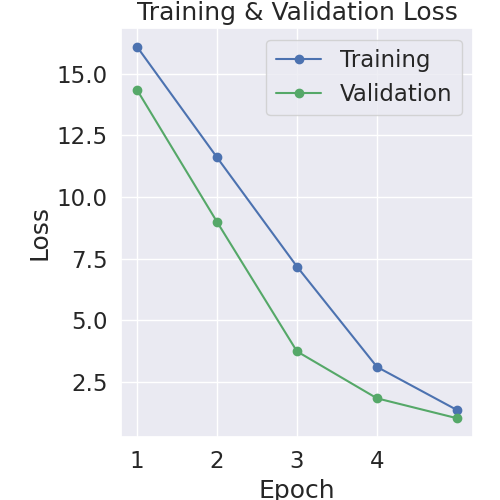 Training & Validation Loss
Training
Validation
Loss
15.0
12.5
10.0
7.5
5.0
2.5
1 2 3 4
Epoch